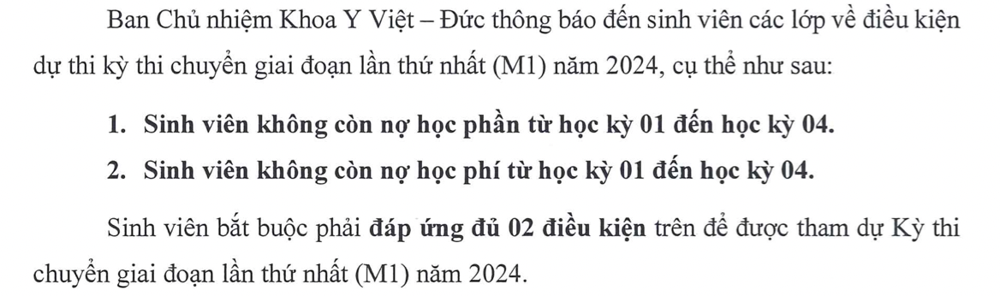 Ban Chủ nhiệm Khoa Y Việt – Đức thông báo đến sinh viên các lớp về điều kiện
dự thi kỳ thi chuyển giai đoạn lần thứ nhất (M1) năm 2024, cụ thể như sau:
1. Sinh viên không còn nợ học phần từ học kỳ 01 đến học kỳ 04.
2. Sinh viên không còn nợ học phí từ học kỳ 01 đến học kỳ 04.
Sinh viên bắt buộc phải đáp ứng đủ 02 điều kiện trên để được tham dự Kỳ thi
chuyển giai đoạn lần thứ nhất (M1) năm 2024.